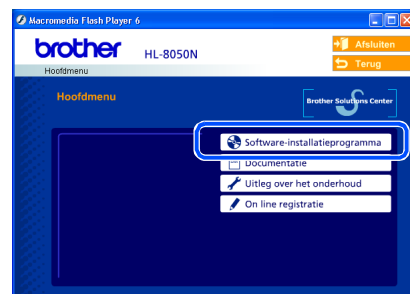 Macromedia Flash Player 6
brother
HL-8050N
Afsluiten
Terug
Hoofdmenu
Hoofdmenu
Brother Solutions Center
Software-installatieprogramma
Documentatie
Uitleg over het onderhoud
On line registratie